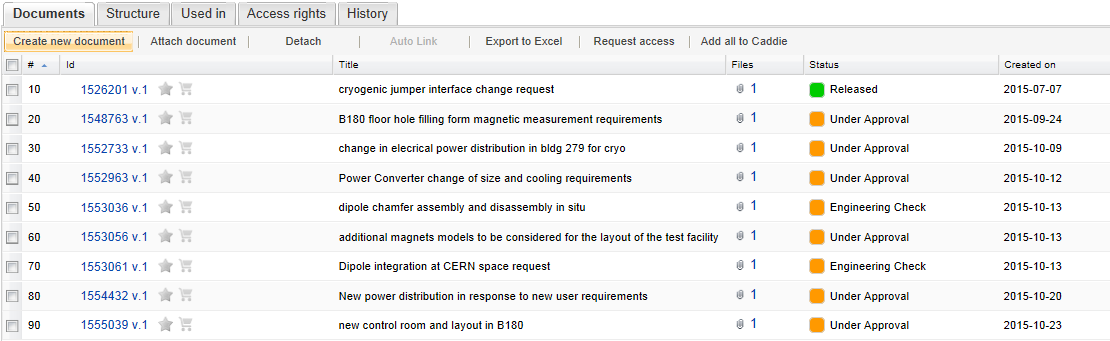 Documents Structure Used in Access rights History
Create new document Attach document Detach Auto Link Export to Excel Request access Add all to Caddie
# Id Title Files Status Created on
10 1526201 v.1 cryogenic jumper interface change request 1 Released 2015-07-07
20 1548763 v.1 B180 floor hole filling form magnetic measurement requirements 1 Under Approval 2015-09-24
30 1552733 v.1 change in elecrical power distribution in bldg 279 for cryo 1 Under Approval 2015-10-09
40 1552963 v.1 Power Converter change of size and cooling requirements 1 Under Approval 2015-10-12
50 1553036 v.1 dipole chamfer assembly and disassembly in situ 1 Engineering Check 2015-10-13
60 1553056 v.1 additional magnets models to be considered for the layout of the test facility 1 Under Approval 2015-10-13
70 1553061 v.1 Dipole integration at CERN space request 1 Engineering Check 2015-10-13
80 1554432 v.1 New power distribution in response to new user requirements 1 Under Approval 2015-10-20
90 1555039 v.1 new control room and layout in B180 1 Under Approval 2015-10-23